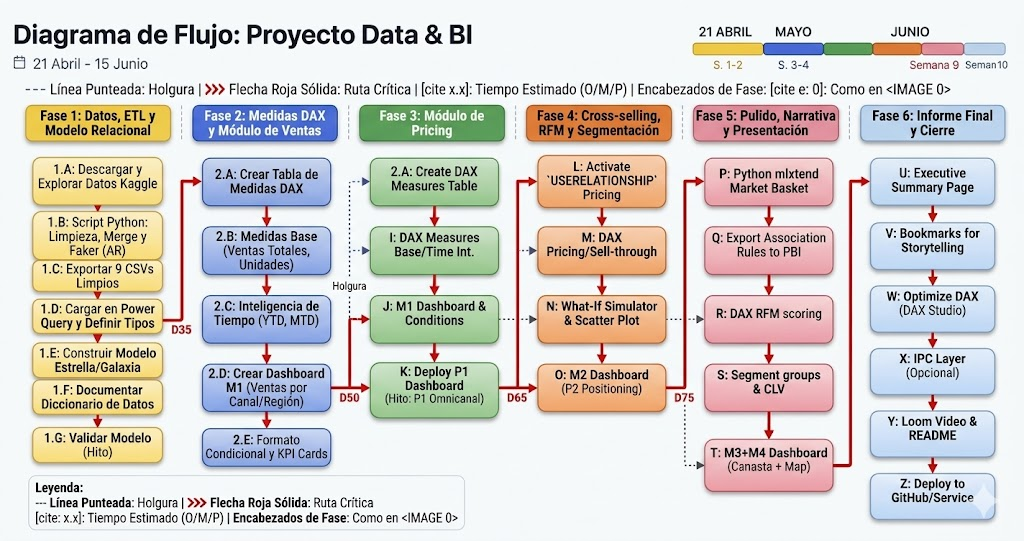 Diagrama de Flujo: Proyecto Data & BI
21 Abril - 15 Junio
21 ABRIL
MAYO
JUNIO
S. 1-2
S. 3-4
Semana 9
Seman10
--- Línea Punteada: Holgura | >>> Flecha Roja Sólida: Ruta Crítica | [cite x.x]: Tiempo Estimado (O/M/P) | Encabezados de Fase: [cite e: 0]: Como en <IMAGE 0>
Fase 1: Datos, ETL y
Modelo Relacional
1.A: Descargar y
Explorar Datos Kaggle
1.B: Script Python:
Limpieza, Merge y
Faker (AR)
1.C: Exportar 9 CSVs
Limpios
1.D: Cargar en Power
Query y Definir Tipos
D35
1.E: Construir Modelo
Estrella/Galaxia
1.F: Documentar
Diccionario de Datos
1.G: Validar Modelo
(Hito)
Fase 2: Medidas DAX
y Módulo de Ventas
2.A: Crear Tabla de
Medidas DAX
2.B: Medidas Base
(Ventas Totales,
Unidades)
2.C: Inteligencia de
Tiempo (YTD, MTD)
2.D: Crear Dashboard
M1 (Ventas por
Canal/Región)
D50
2.E: Formato
Condicional y KPI Cards
Fase 3: Módulo de
Pricing
2.A: Create DAX
Measures Table
I: DAX Measures
Base/Time Int.
Holgura
J: M1 Dashboard &
Conditions
K: Deploy P1
Dashboard
(Hito: P1 Omnicanal)
D65
Fase 4: Cross-selling,
RFM y Segmentación
L: Activate
`USERELATIONSHIP`
Pricing
M: DAX
Pricing/Sell-through
N: What-If Simulator
& Scatter Plot
O: M2 Dashboard
(P2 Positioning)
D75
Fase 5: Pulido, Narrativa
y Presentación
P: Python mlxtend
Market Basket
Q: Export Association
Rules to PBI
R: DAX RFM scoring
S: Segment groups
& CLV
T: M3+M4 Dashboard
(Canasta + Map)
Fase 6: Informe Final
y Cierre
U: Executive
Summary Page
V: Bookmarks for
Storytelling
W: Optimize DAX
(DAX Studio)
X: IPC Layer
(Opcional)
Y: Loom Video &
README
Z: Deploy to
GitHub/Service
Leyenda:
--- Línea Punteada: Holgura | >>> Flecha Roja Sólida: Ruta Crítica
[cite: x.x]: Tiempo Estimado (O/M/P) | Encabezados de Fase: Como en <IMAGE 0>